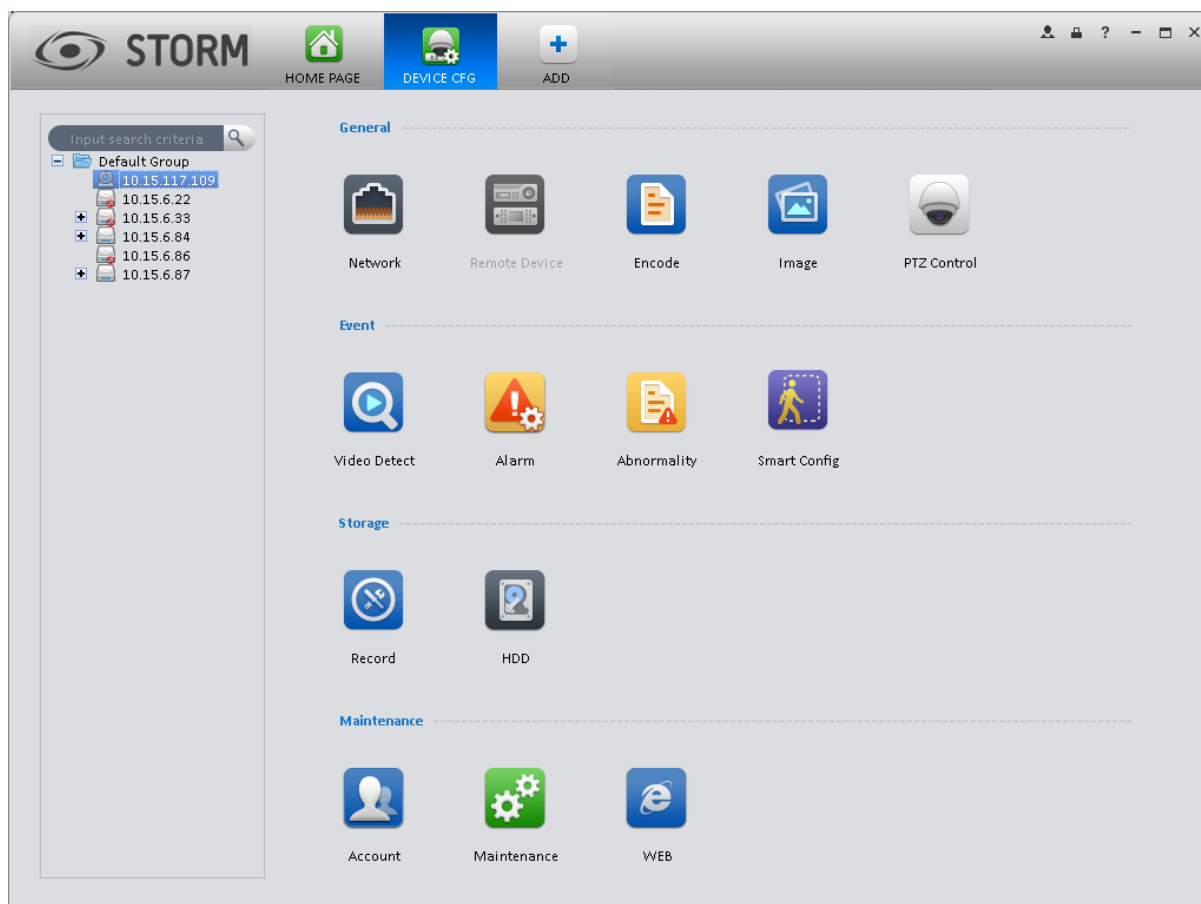 STORM
HOME PAGE
DEVICE CFG
ADD
?
Input search criteria
Default Group
10.15.117.109
10.15.6.22
10.15.6.33
10.15.6.84
10.15.6.86
10.15.6.87
General
Network
Remote Device
Encode
Image
PTZ Control
Event
Video Detect
Alarm
Abnormality
Smart Config
Storage
Record
HDD
Maintenance
Account
Maintenance
WEB